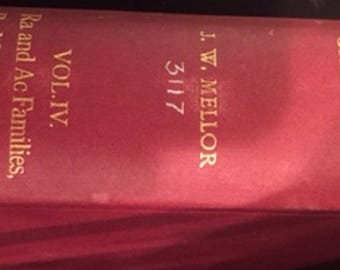 J. W. MELLOR
3117
VOL. IV.
Ra and Ac Families,